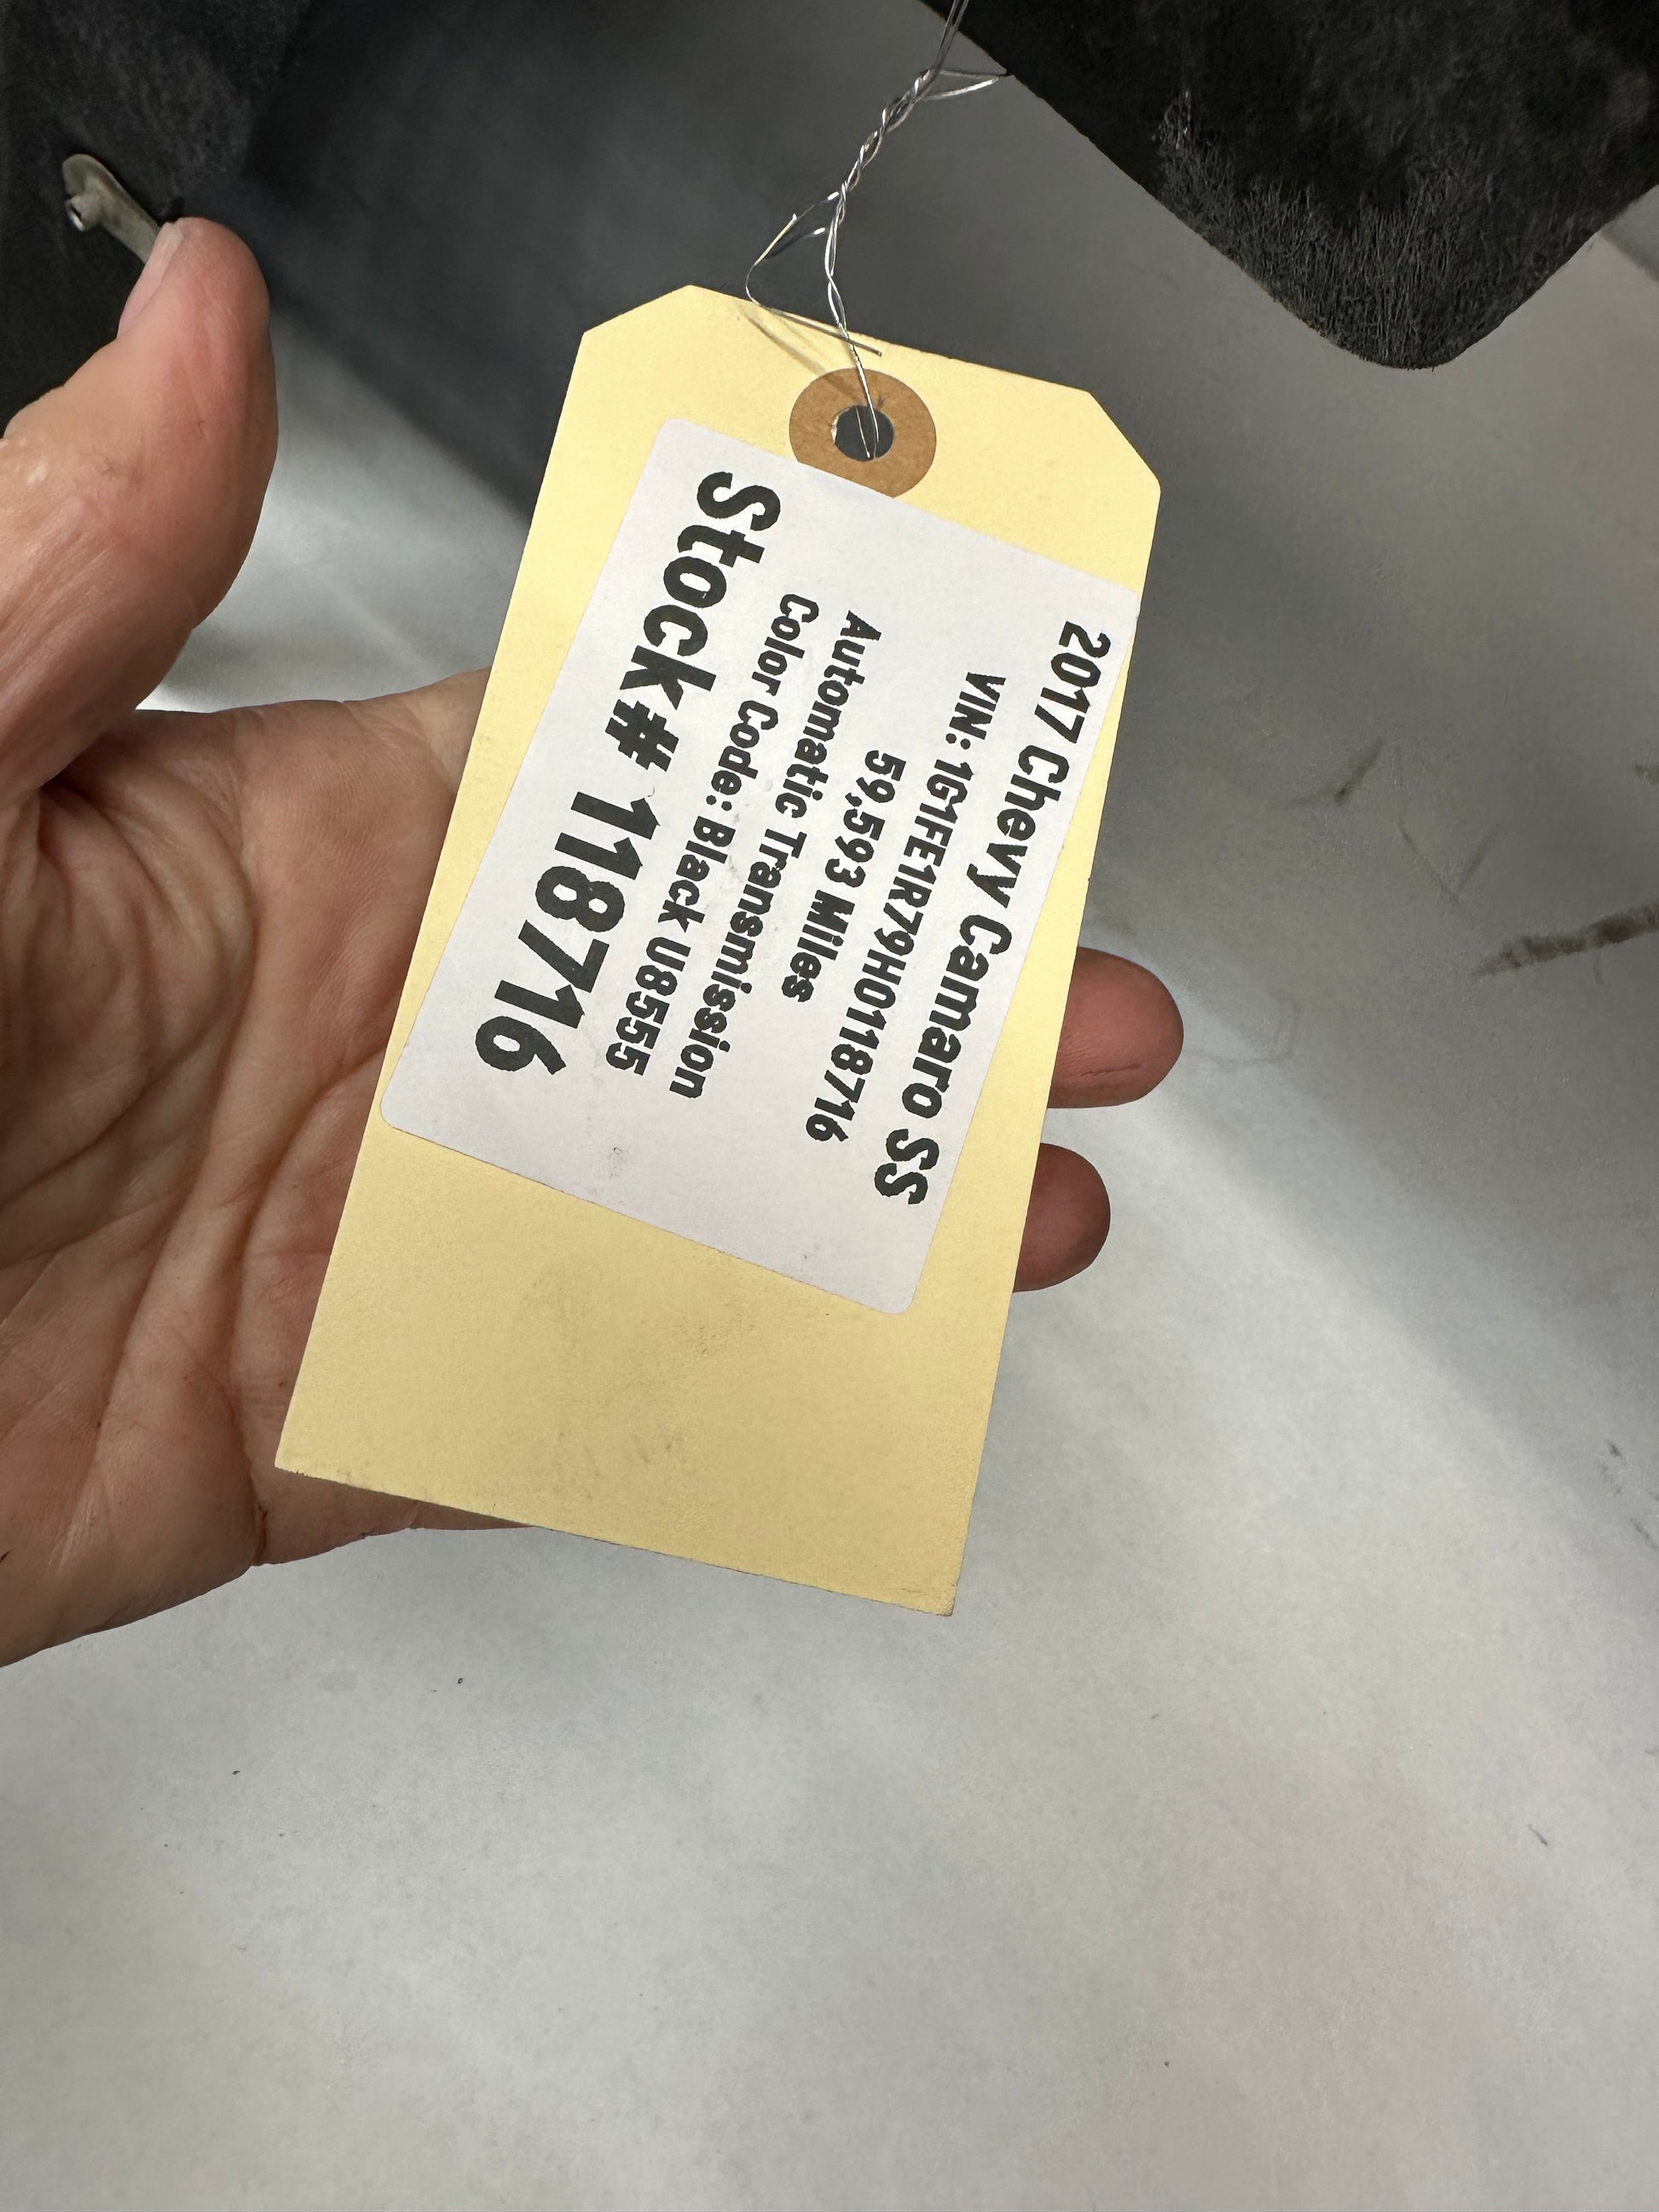 2017 Chevy Camaro SS
VIN: 1G1FE1R79H0118716
59,593 Miles
Automatic Transmission
Color Code: Black U8555
Stock# 118716